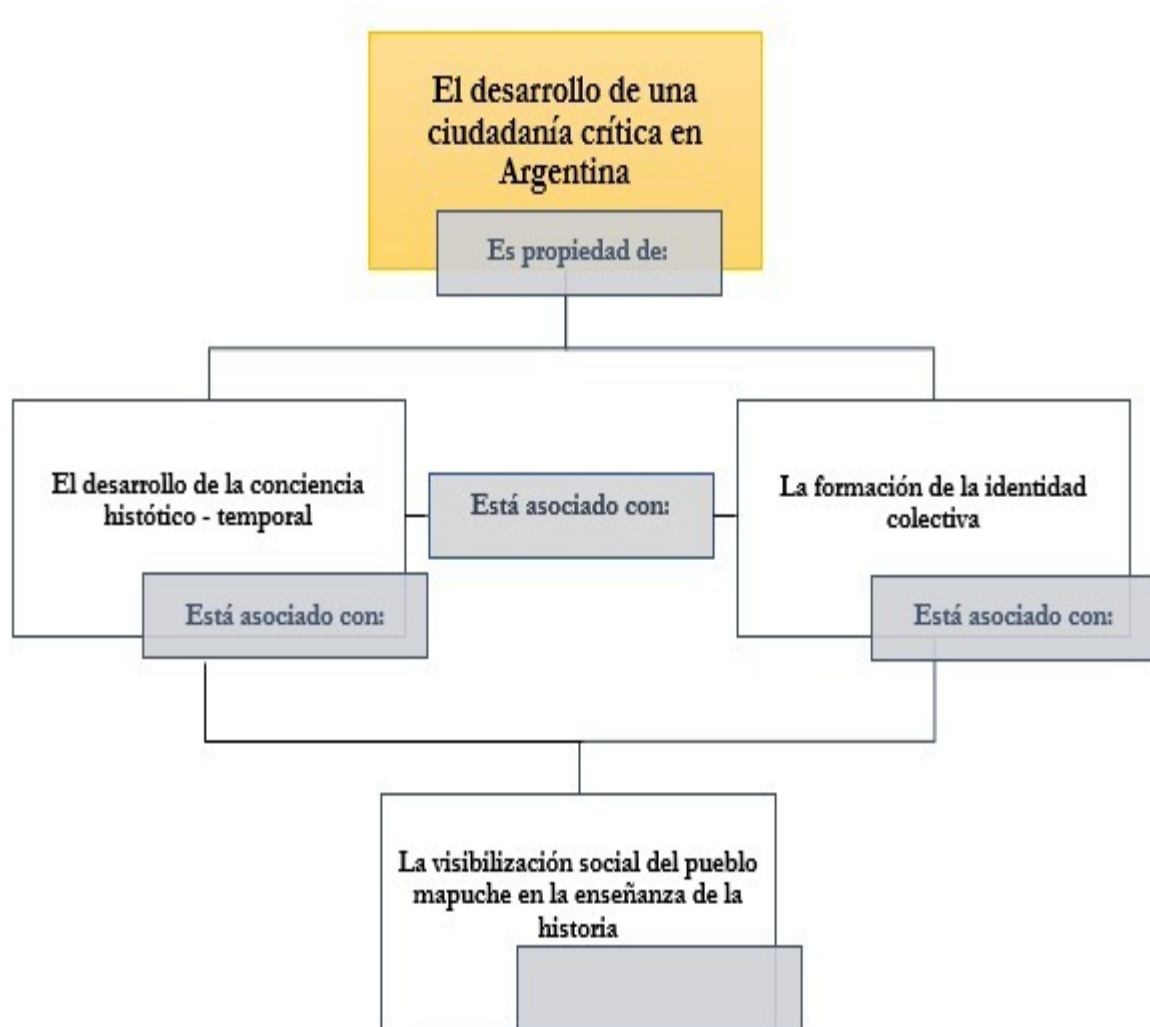 El desarrollo de una
ciudadanía crítica en
Argentina
Es propiedad de:
El desarrollo de la conciencia
histótico - temporal
Está asociado con:
Está asociado con:
La formación de la identidad
colectiva
Está asociado con:
La visibilización social del pueblo
mapuche en la enseñanza de la
historia